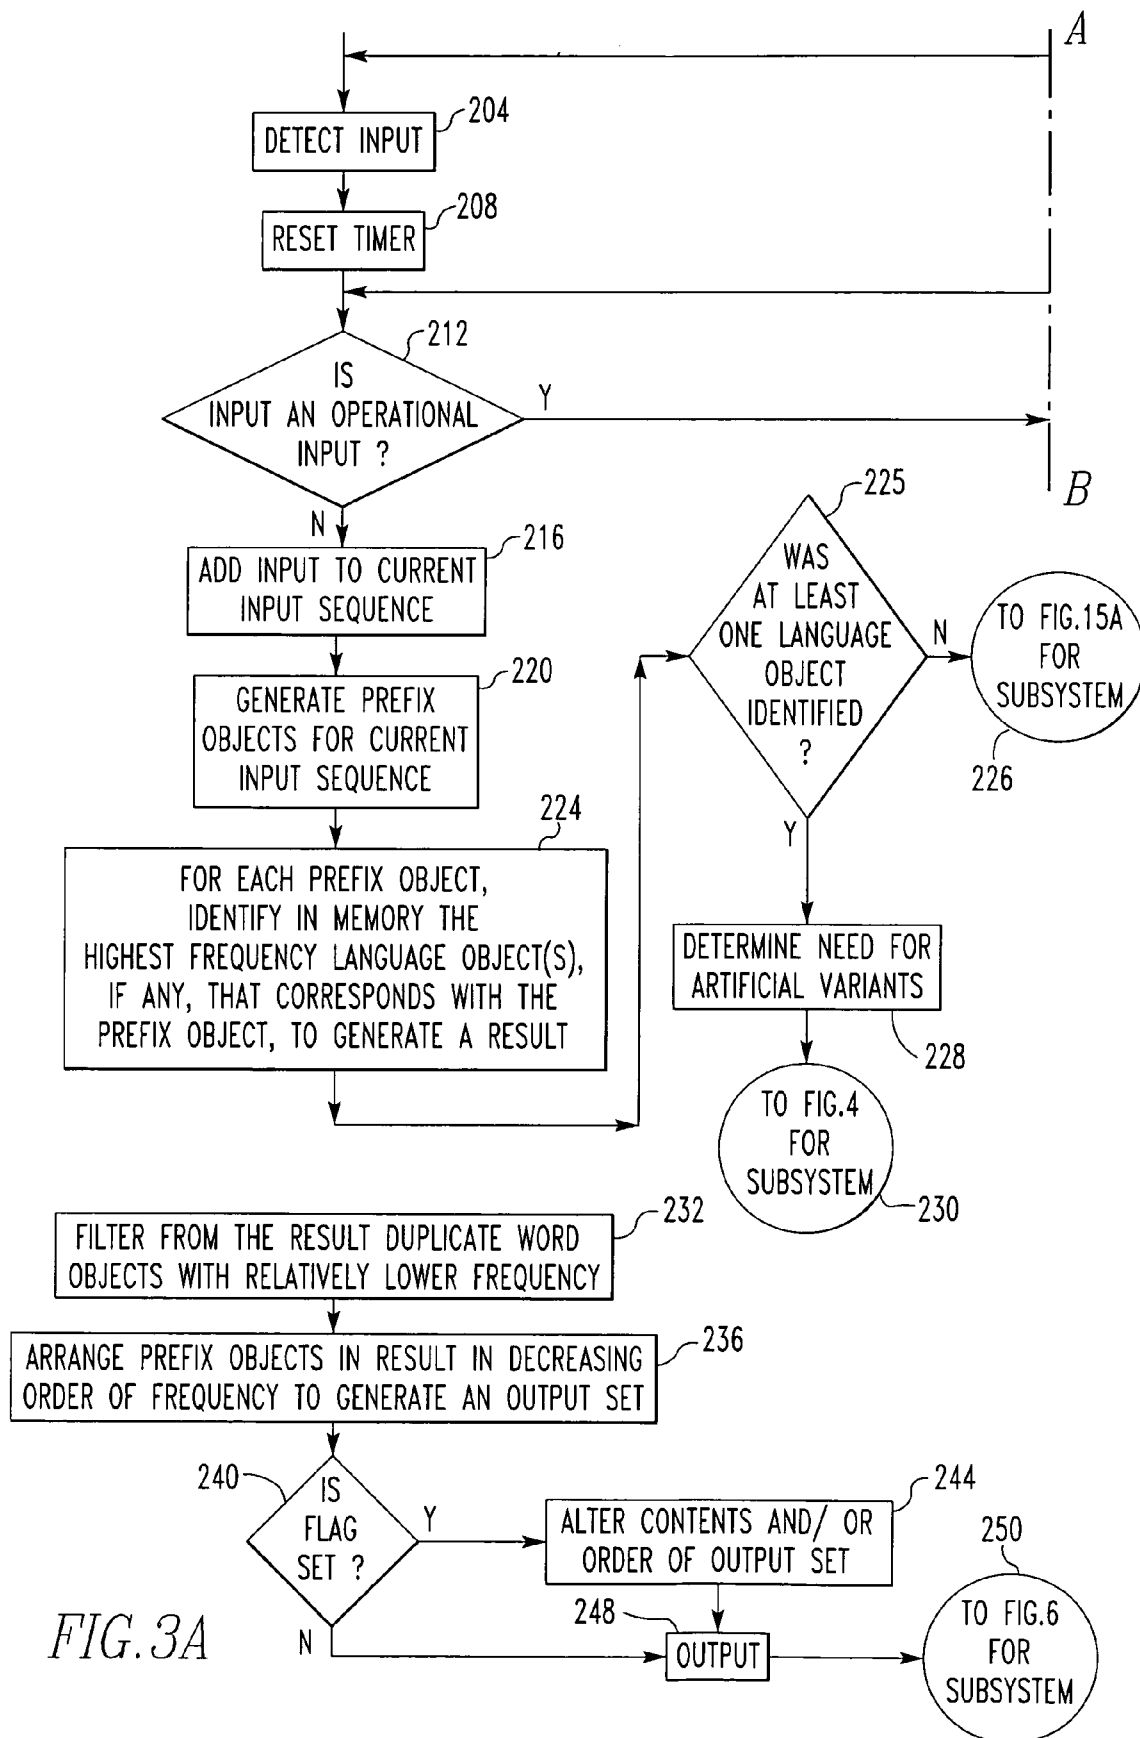 A
DETECT INPUT
204
RESET TIMER
208
212
IS
INPUT AN OPERATIONAL
INPUT ?
Y
B
N
ADD INPUT TO CURRENT
INPUT SEQUENCE
216
GENERATE PREFIX
OBJECTS FOR CURRENT
INPUT SEQUENCE
220
FOR EACH PREFIX OBJECT,
IDENTIFY IN MEMORY THE
HIGHEST FREQUENCY LANGUAGE OBJECT(S),
IF ANY, THAT CORRESPONDS WITH THE
PREFIX OBJECT, TO GENERATE A RESULT
224
225
WAS
AT LEAST
ONE LANGUAGE
OBJECT
IDENTIFIED
?
N
TO FIG.15A
FOR
SUBSYSTEM
226
Y
DETERMINE NEED FOR
ARTIFICIAL VARIANTS
228
TO FIG.4
FOR
SUBSYSTEM
230
FILTER FROM THE RESULT DUPLICATE WORD
OBJECTS WITH RELATIVELY LOWER FREQUENCY
232
ARRANGE PREFIX OBJECTS IN RESULT IN DECREASING
ORDER OF FREQUENCY TO GENERATE AN OUTPUT SET
236
240
IS
FLAG
SET ?
Y
ALTER CONTENTS AND/ OR
ORDER OF OUTPUT SET
244
N
248
OUTPUT
250
TO FIG.6
FOR
SUBSYSTEM
FIG.3A